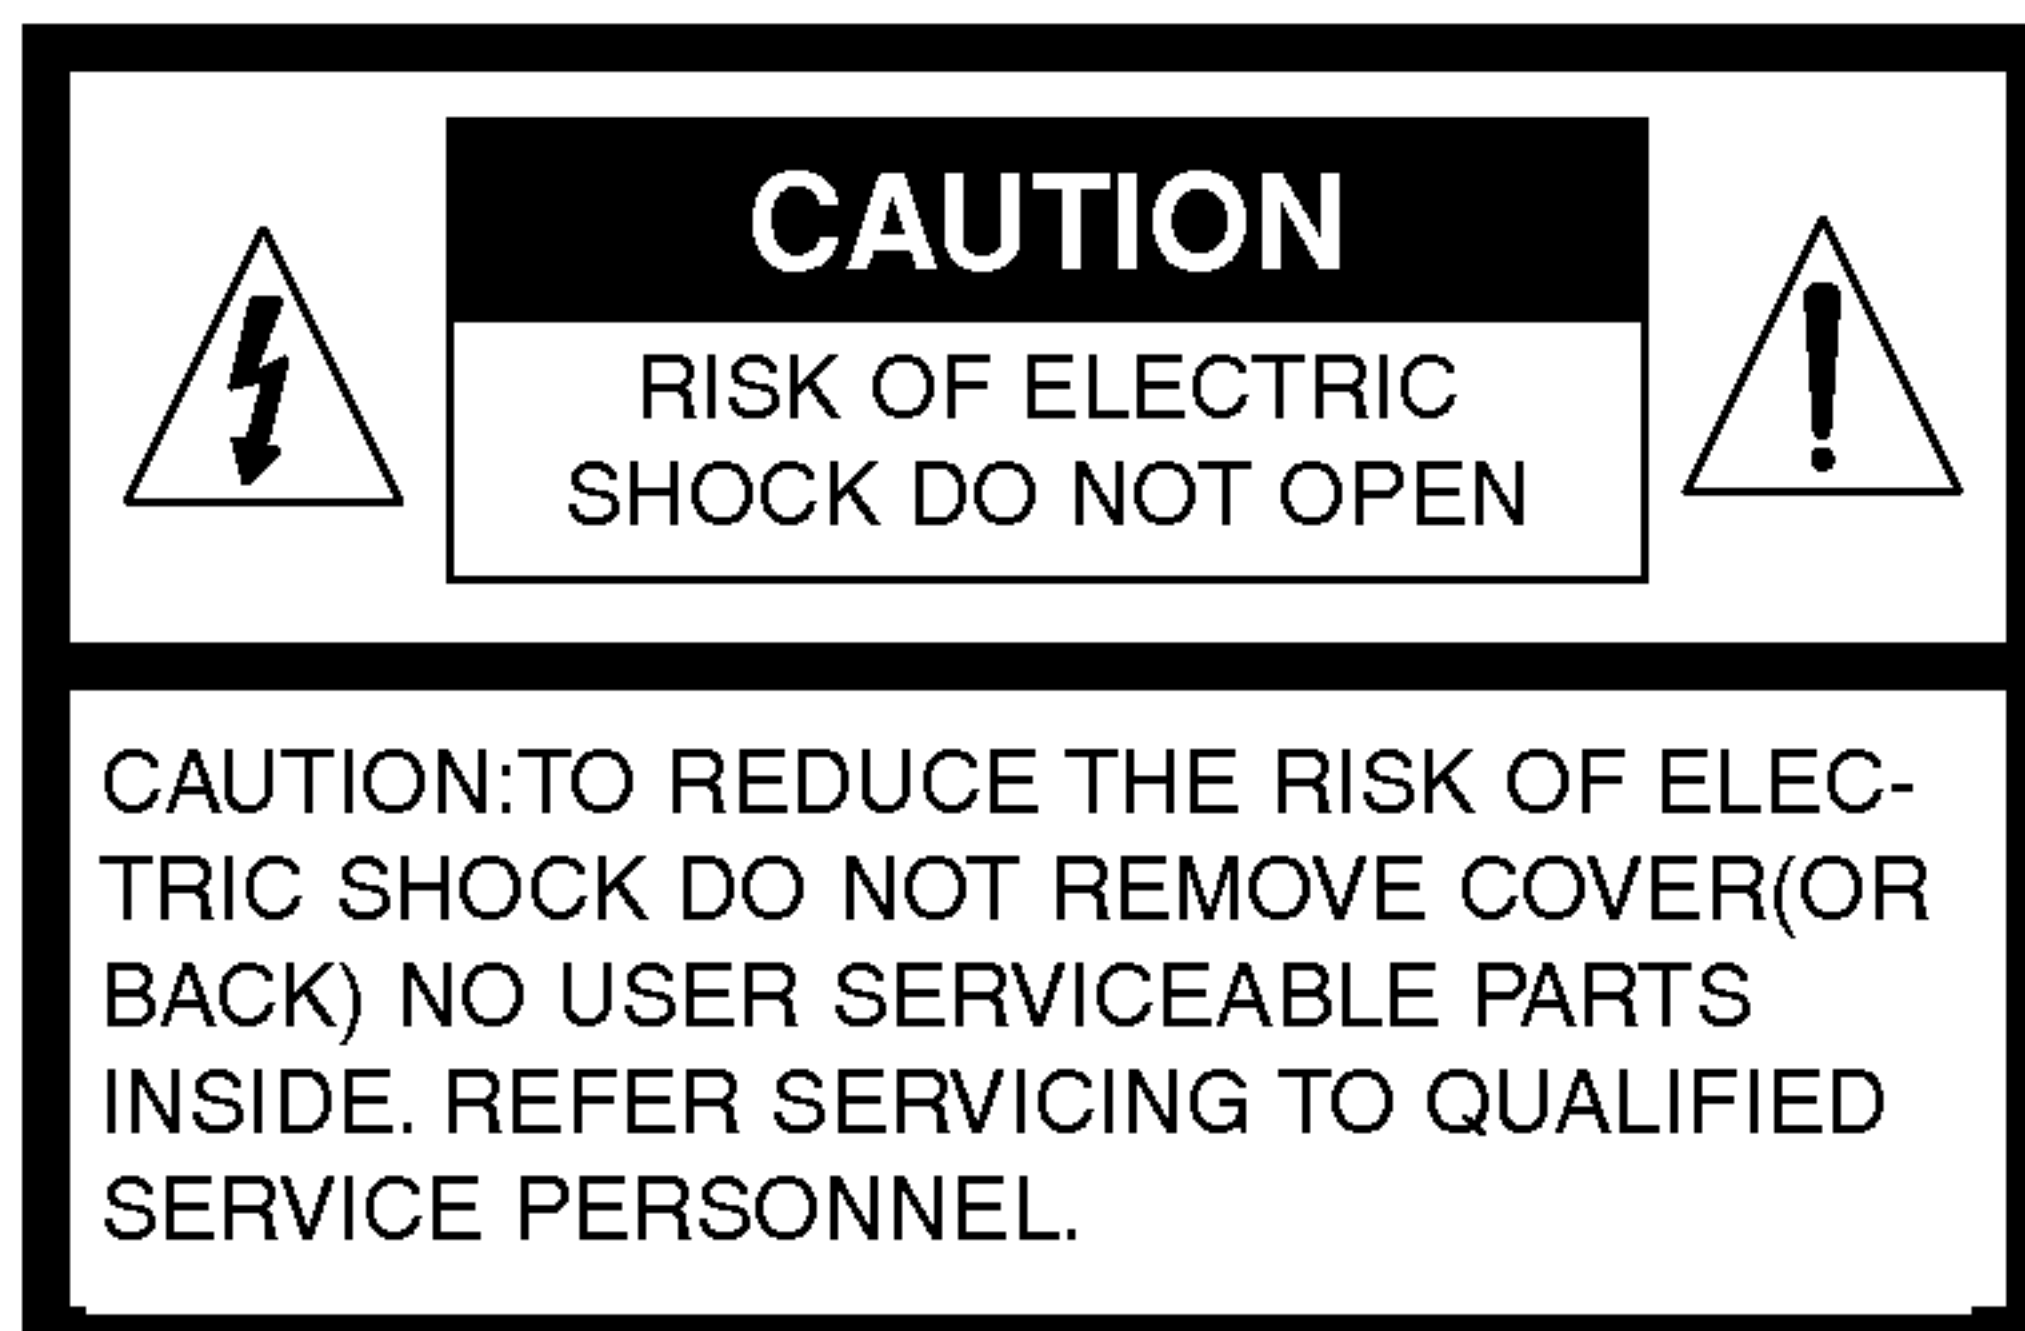 CAUTION
RISK OF ELECTRIC
SHOCK DO NOT OPEN
CAUTION:TO REDUCE THE RISK OF ELEC-
TRIC SHOCK DO NOT REMOVE COVER(OR
BACK) NO USER SERVICEABLE PARTS
INSIDE. REFER SERVICING TO QUALIFIED
SERVICE PERSONNEL.